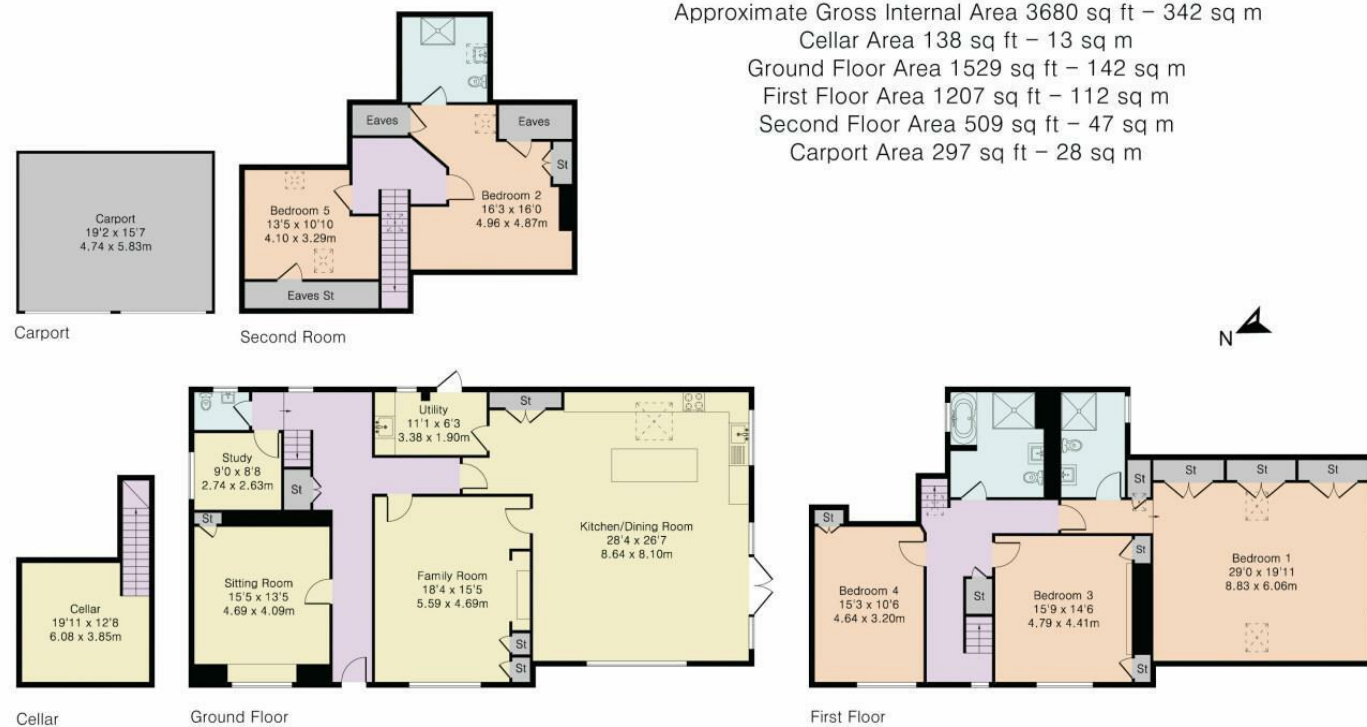 Approximate Gross Internal Area 3680 sq ft – 342 sq m
Cellar Area 138 sq ft – 13 sq m
Ground Floor Area 1529 sq ft – 142 sq m
First Floor Area 1207 sq ft – 112 sq m
Second Floor Area 509 sq ft – 47 sq m
Carport Area 297 sq ft – 28 sq m
Carport
19'2 x 15'7
4.74 x 5.83m
Carport
Eaves
Eaves
St
Bedroom 2
16'3 x 16'0
4.96 x 4.87m
Bedroom 5
13'5 x 10'10
4.10 x 3.29m
Eaves St
Second Room
N
Cellar
19'11 x 12'8
6.08 x 3.85m
Cellar
Utility
11'1 x 6'3
3.38 x 1.90m
St
Study
9'0 x 8'8
2.74 x 2.63m
St
St
Sitting Room
15'5 x 13'5
4.69 x 4.09m
Family Room
18'4 x 15'5
5.59 x 4.69m
St
St
Kitchen/Dining Room
28'4 x 26'7
8.64 x 8.10m
Ground Floor
St
St
St
St
St
Bedroom 1
29'0 x 19'11
8.83 x 6.06m
Bedroom 4
15'3 x 10'6
4.64 x 3.20m
St
Bedroom 3
15'9 x 14'6
4.79 x 4.41m
St
St
First Floor